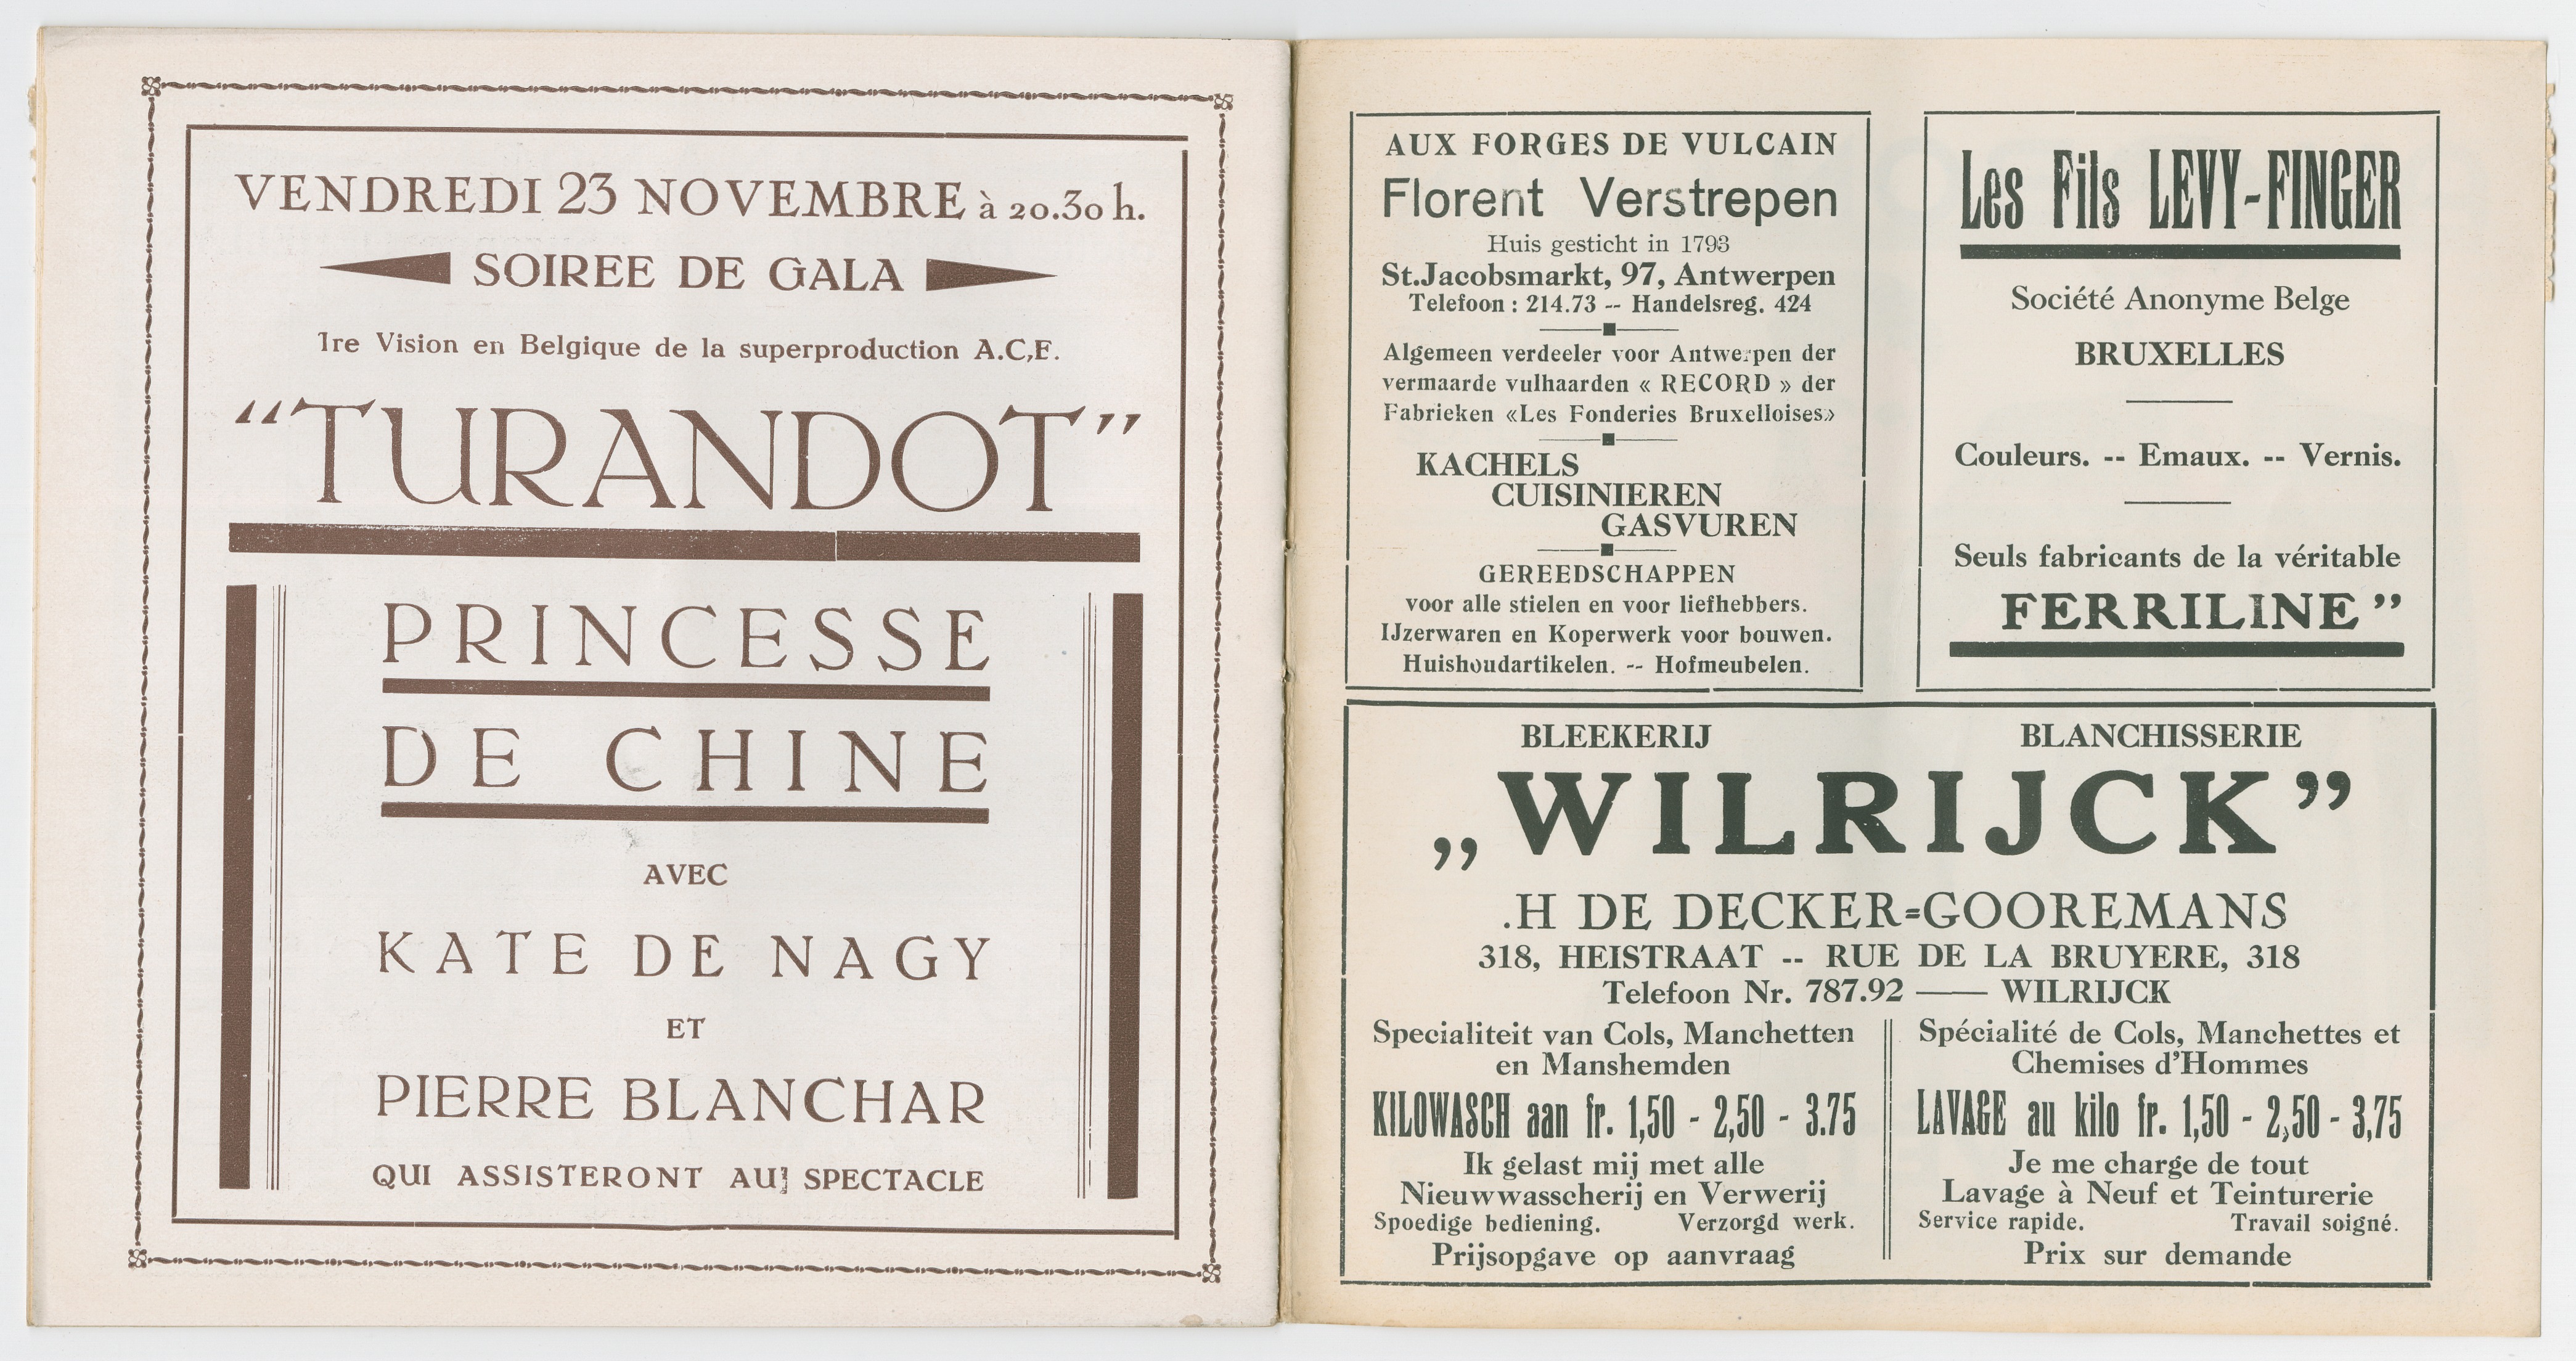 VENDREDI 23 NOVEMBRE à 20.30 h.
SOIREE DE GALA
1re Vision en Belgique de la superproduction A.C,E.
“TURANDOT”
PRINCESSE
DE CHINE
AVEC
KATE DE NAGY
ET
PIERRE BLANCHAR
QUI ASSISTERONT AU SPECTACLE
AUX FORGES DE VULCAIN
Florent Verstrepen
Huis gesticht in 1793
St.Jacobsmarkt, 97, Antwerpen
Telefoon : 214.73 -- Handelsreg. 424
Algemeen verdeeler voor Antwerpen der
vermaarde vulhaarden « RECORD » der
Fabrieken «Les Fonderies Bruxelloises»
KACHELS
CUISINIEREN
GASVUREN
GEREEDSCHAPPEN
voor alle stielen en voor liefhebbers.
IJzerwaren en Koperwerk voor bouwen.
Huishoudartikelen. -- Hofmeubelen.
Les Fils LEVY-FINGER
Société Anonyme Belge
BRUXELLES
Couleurs. -- Emaux. -- Vernis.
Seuls fabricants de la véritable
FERRILINE ”
BLEEKERIJ BLANCHISSERIE
„WILRIJCK”
.H DE DECKER=GOOREMANS
318, HEISTRAAT -- RUE DE LA BRUYERE, 318
Telefoon Nr. 787.92 —— WILRIJCK
Specialiteit van Cols, Manchetten
en Manshemden
KILOWASCH aan fr. 1,50 - 2,50 - 3.75
Ik gelast mij met alle
Nieuwwasscherij en Verwerij
Spoedige bediening. Verzorgd werk.
Prijsopgave op aanvraag
Spécialité de Cols, Manchettes et
Chemises d’Hommes
LAVAGE au kilo fr. 1,50 - 2,50 - 3,75
Je me charge de tout
Lavage à Neuf et Teinturerie
Service rapide. Travail soigné.
Prix sur demande